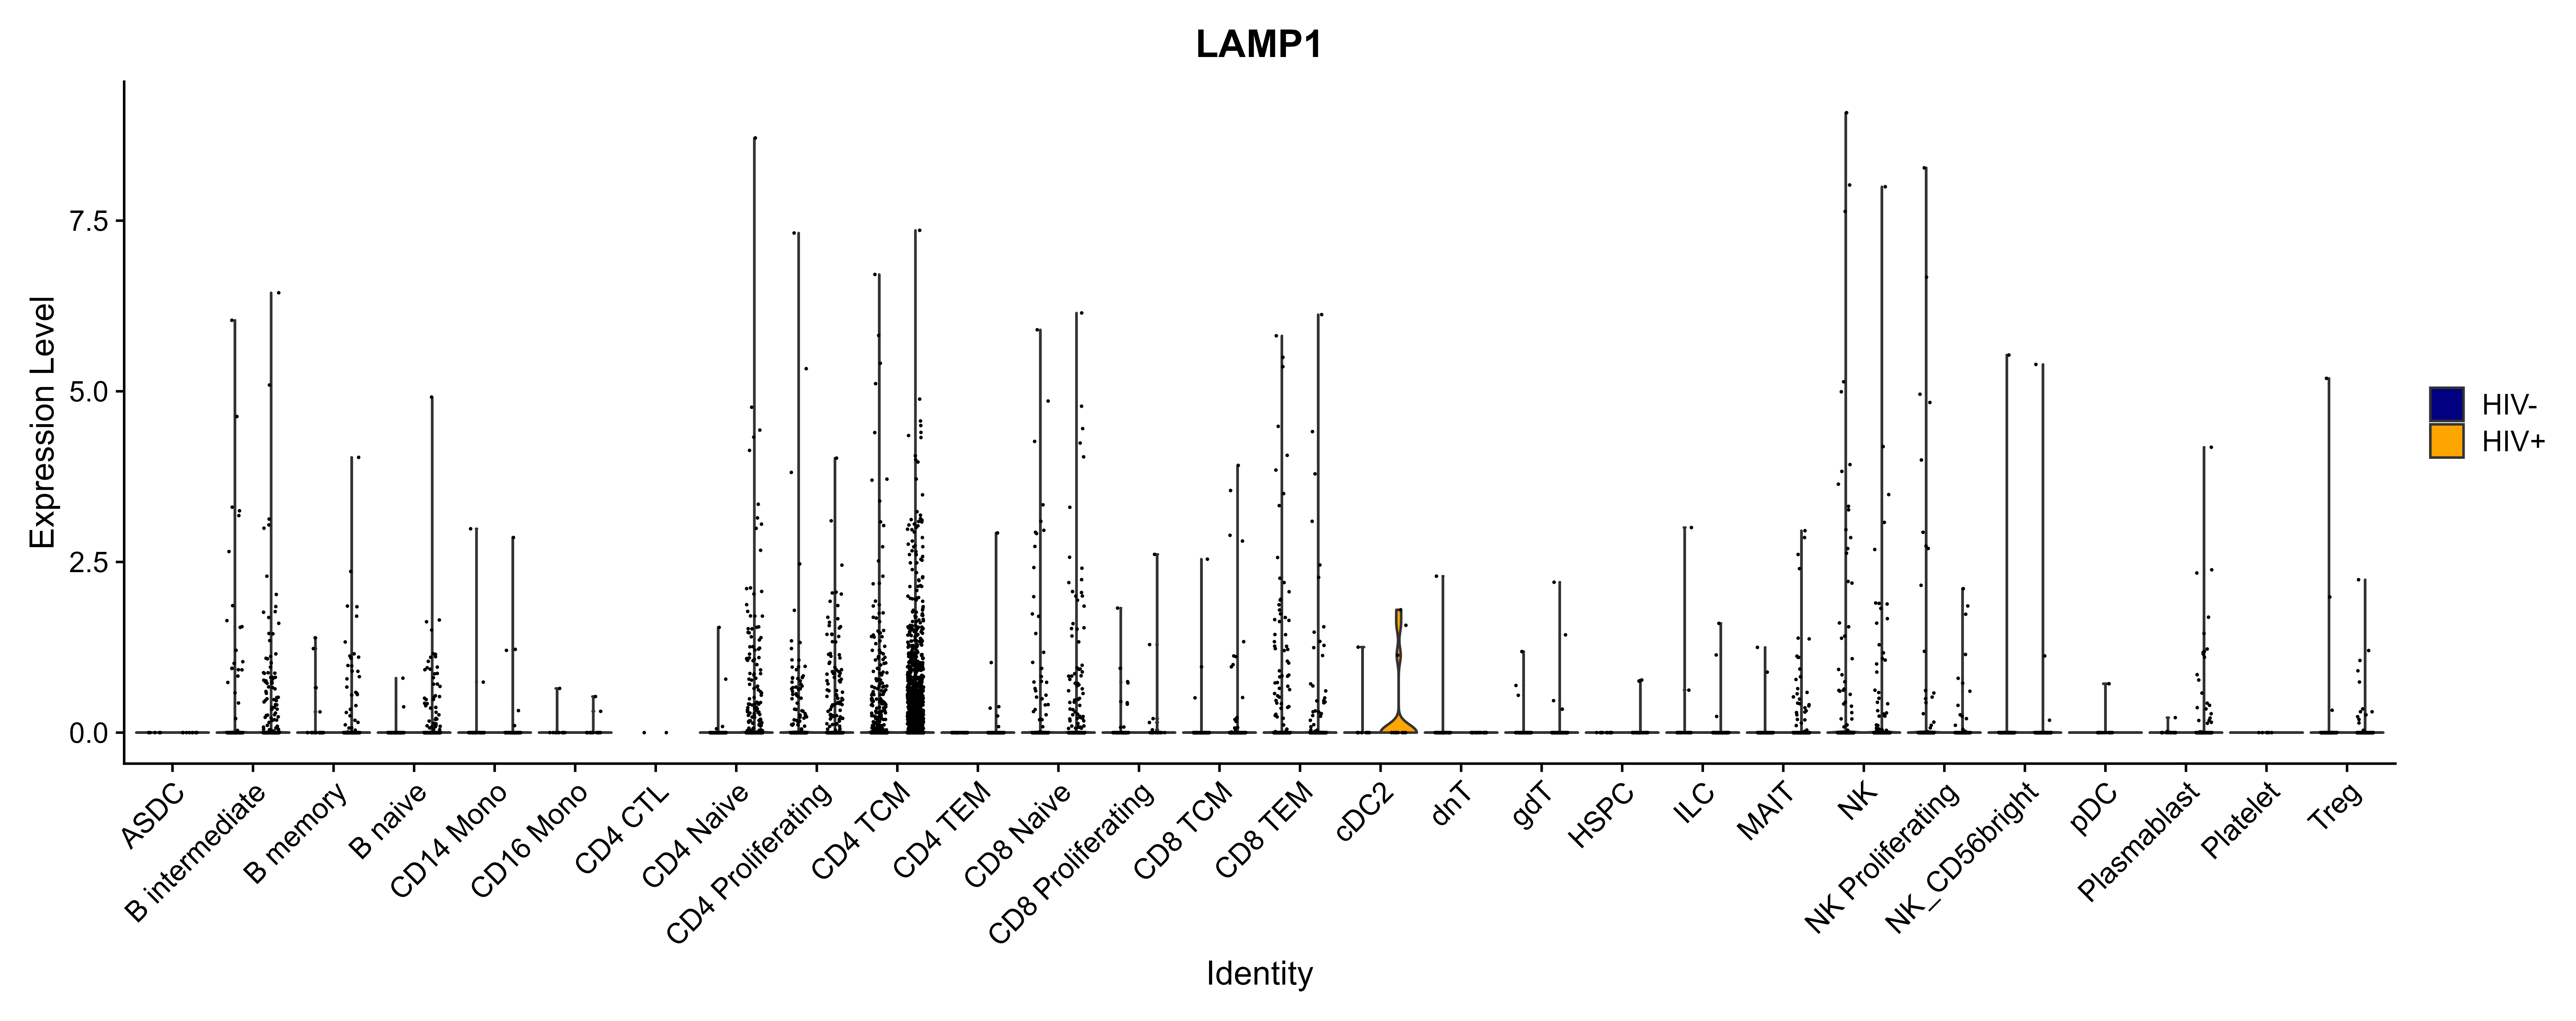 LAMP1
Expression Level
7.5
5.0
2.5
0.0
ASDC
B intermediate
B memory
B naive
CD14 Mono
CD16 Mono
CD4 CTL
CD4 Naive
CD4 Proliferating
CD4 TCM
CD4 TEM
CD8 Naive
CD8 Proliferating
CD8 TCM
CD8 TEM
cDC2
dnT
gdT
HSPC
ILC
MAIT
NK
NK Proliferating
NK_CD56bright
pDC
Plasmablast
Platelet
Treg
Identity
HIV-
HIV+